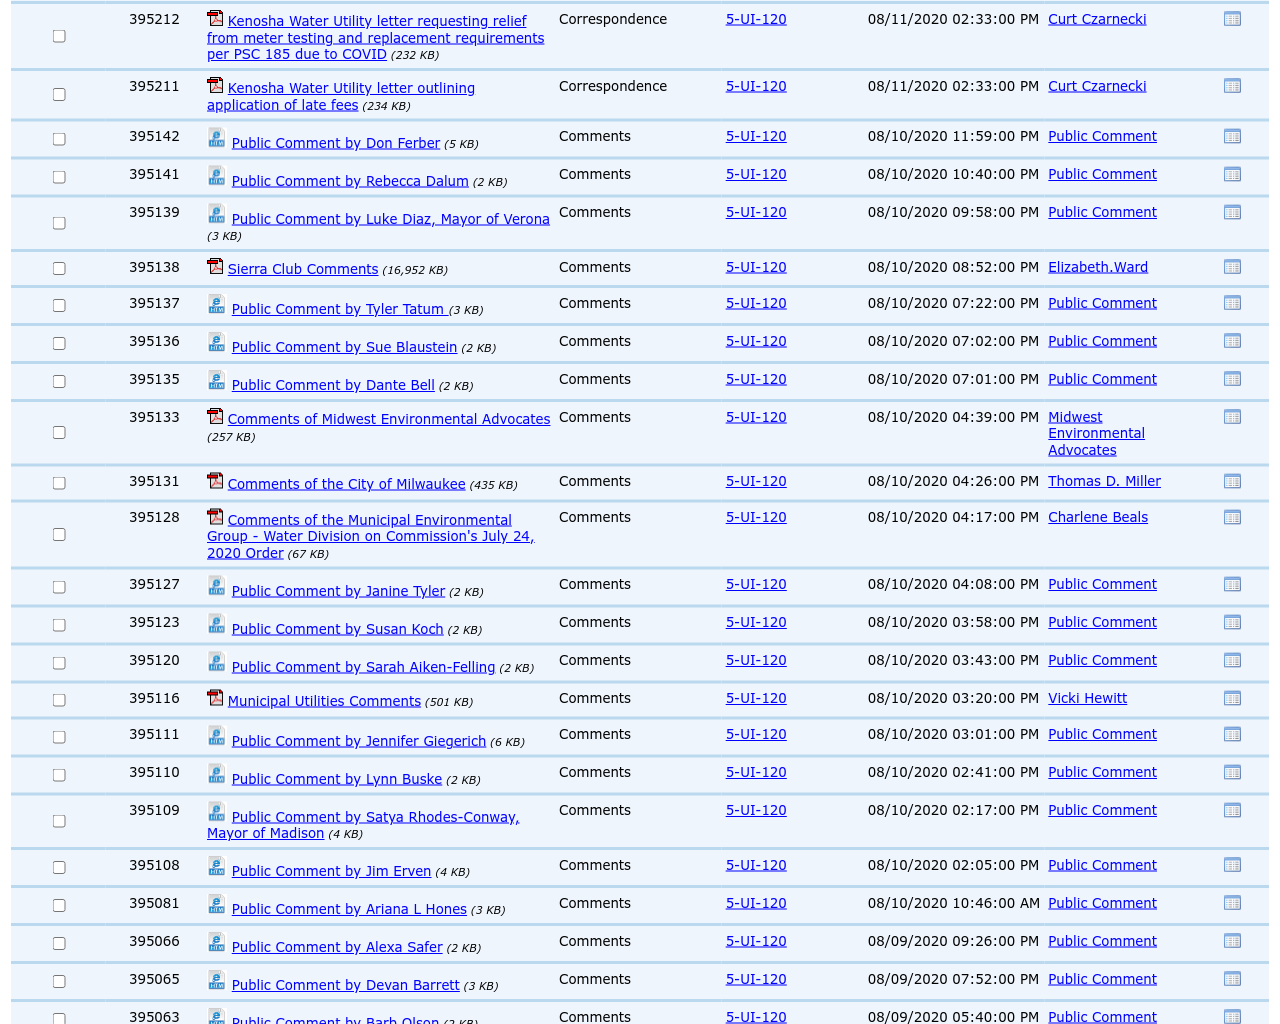 395212 Kenosha Water Utility letter requesting relief Correspondence 5-UI-120 08/11/2020 02:33:00 PM Curt Czarnecki
from meter testing and replacement requirements
per PSC 185 due to COVID (232 KB)
395211 Kenosha Water Utility letter outlining Correspondence 5-UI-120 08/11/2020 02:33:00 PM Curt Czarnecki
application of late fees (234 KB)
395142 Public Comment by Don Ferber (5 KB) Comments 5-UI-120 08/10/2020 11:59:00 PM Public Comment
395141 Public Comment by Rebecca Dalum (2 KB) Comments 5-UI-120 08/10/2020 10:40:00 PM Public Comment
395139 Public Comment by Luke Diaz, Mayor of Verona Comments 5-UI-120 08/10/2020 09:58:00 PM Public Comment
(3 KB)
395138 Sierra Club Comments (16,952 KB) Comments 5-UI-120 08/10/2020 08:52:00 PM Elizabeth.Ward
395137 Public Comment by Tyler Tatum (3 KB) Comments 5-UI-120 08/10/2020 07:22:00 PM Public Comment
395136 Public Comment by Sue Blaustein (2 KB) Comments 5-UI-120 08/10/2020 07:02:00 PM Public Comment
395135 Public Comment by Dante Bell (2 KB) Comments 5-UI-120 08/10/2020 07:01:00 PM Public Comment
395133 Comments of Midwest Environmental Advocates Comments 5-UI-120 08/10/2020 04:39:00 PM Midwest
(257 KB) Environmental
Advocates
395131 Comments of the City of Milwaukee (435 KB) Comments 5-UI-120 08/10/2020 04:26:00 PM Thomas D. Miller
395128 Comments of the Municipal Environmental Comments 5-UI-120 08/10/2020 04:17:00 PM Charlene Beals
Group - Water Division on Commission's July 24,
2020 Order (67 KB)
395127 Public Comment by Janine Tyler (2 KB) Comments 5-UI-120 08/10/2020 04:08:00 PM Public Comment
395123 Public Comment by Susan Koch (2 KB) Comments 5-UI-120 08/10/2020 03:58:00 PM Public Comment
395120 Public Comment by Sarah Aiken-Felling (2 KB) Comments 5-UI-120 08/10/2020 03:43:00 PM Public Comment
395116 Municipal Utilities Comments (501 KB) Comments 5-UI-120 08/10/2020 03:20:00 PM Vicki Hewitt
395111 Public Comment by Jennifer Giegerich (6 KB) Comments 5-UI-120 08/10/2020 03:01:00 PM Public Comment
395110 Public Comment by Lynn Buske (2 KB) Comments 5-UI-120 08/10/2020 02:41:00 PM Public Comment
395109 Public Comment by Satya Rhodes-Conway, Comments 5-UI-120 08/10/2020 02:17:00 PM Public Comment
Mayor of Madison (4 KB)
395108 Public Comment by Jim Erven (4 KB) Comments 5-UI-120 08/10/2020 02:05:00 PM Public Comment
395081 Public Comment by Ariana L Hones (3 KB) Comments 5-UI-120 08/10/2020 10:46:00 AM Public Comment
395066 Public Comment by Alexa Safer (2 KB) Comments 5-UI-120 08/09/2020 09:26:00 PM Public Comment
395065 Public Comment by Devan Barrett (3 KB) Comments 5-UI-120 08/09/2020 07:52:00 PM Public Comment
395063 Public Comment by Barb Olson (2 KB) Comments 5-UI-120 08/09/2020 05:40:00 PM Public Comment